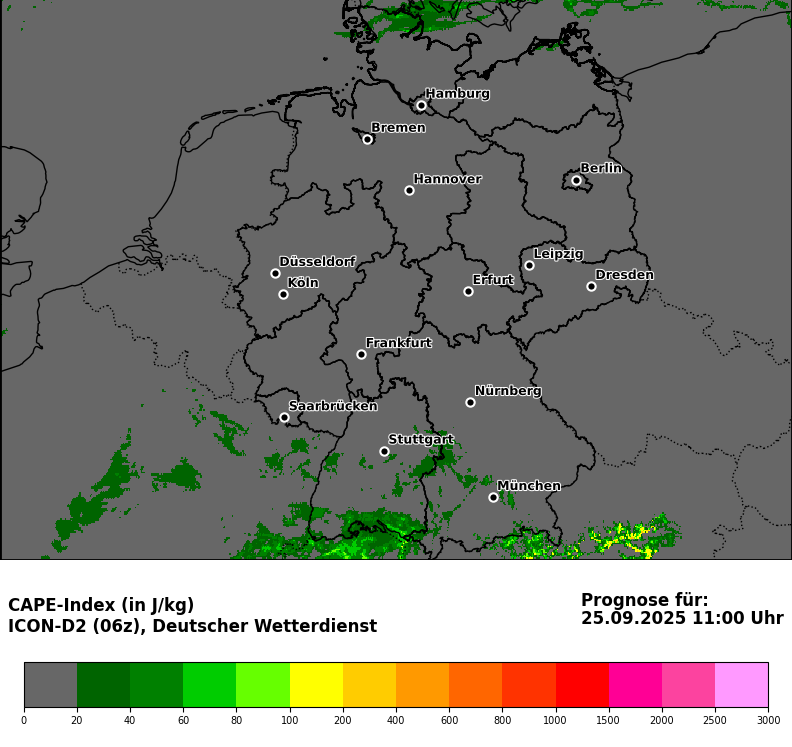 Hamburg
Bremen
Berlin
Hannover
Leipzig
Düsseldorf
Dresden
Köln
Erfurt
Frankfurt
Nürnberg
Saarbrücken
Stuttgart
München
CAPE-Index (in J/kg)
ICON-D2 (06z), Deutscher Wetterdienst
Prognose für:
25.09.2025 11:00 Uhr
0 20 40 60 80 100 200 400 600 800 1000 1500 2000 2500 3000